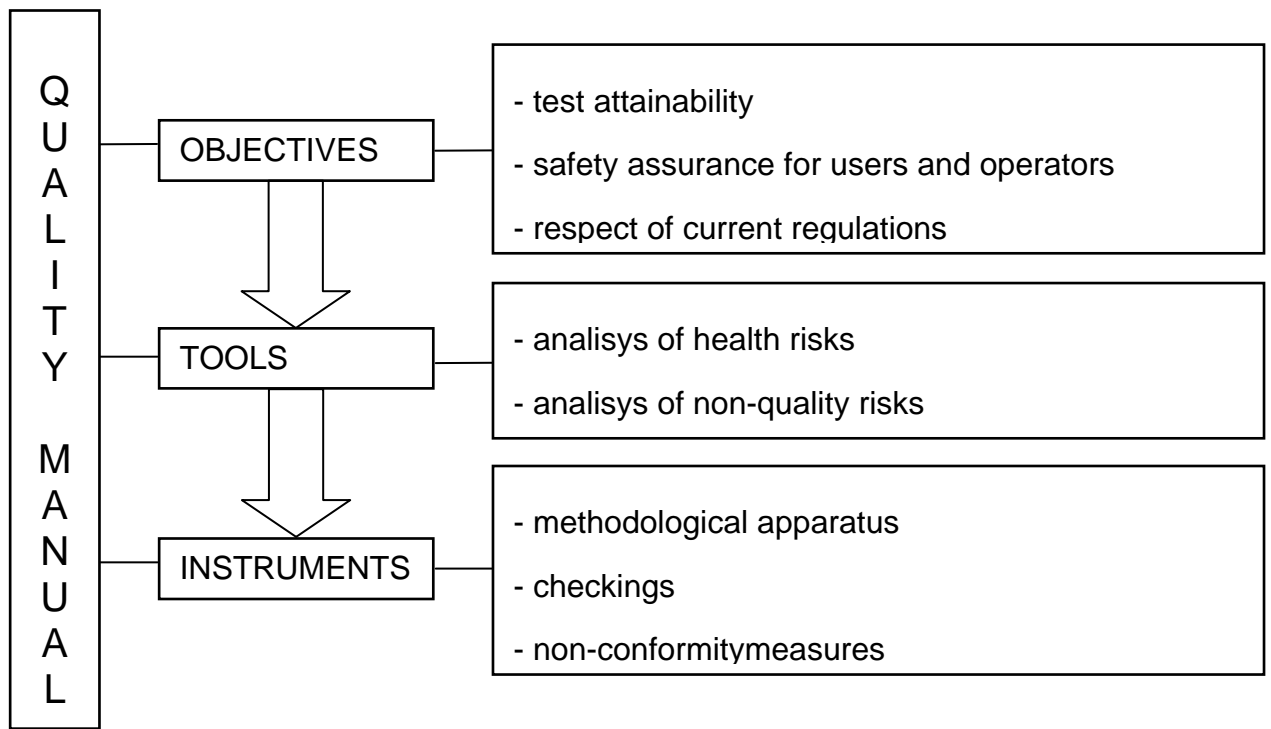 QUALITY MANUAL
OBJECTIVES
- test attainability
- safety assurance for users and operators
- respect of current regulations
TOOLS
- analisys of health risks
- analisys of non-quality risks
INSTRUMENTS
- methodological apparatus
- checkings
- non-conformitymeasures